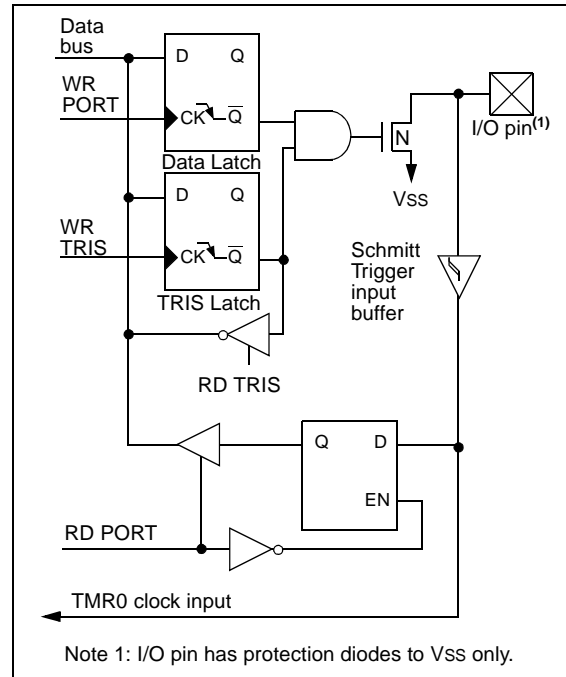 Data
bus
D Q
WR
PORT
CK Q
Data Latch
I/O pin(1)
N
VSS
D Q
WR
TRIS
CK Q
TRIS Latch
Schmitt
Trigger
input
buffer
RD TRIS
Q D
EN
RD PORT
TMR0 clock input
Note 1: I/O pin has protection diodes to VSS only.